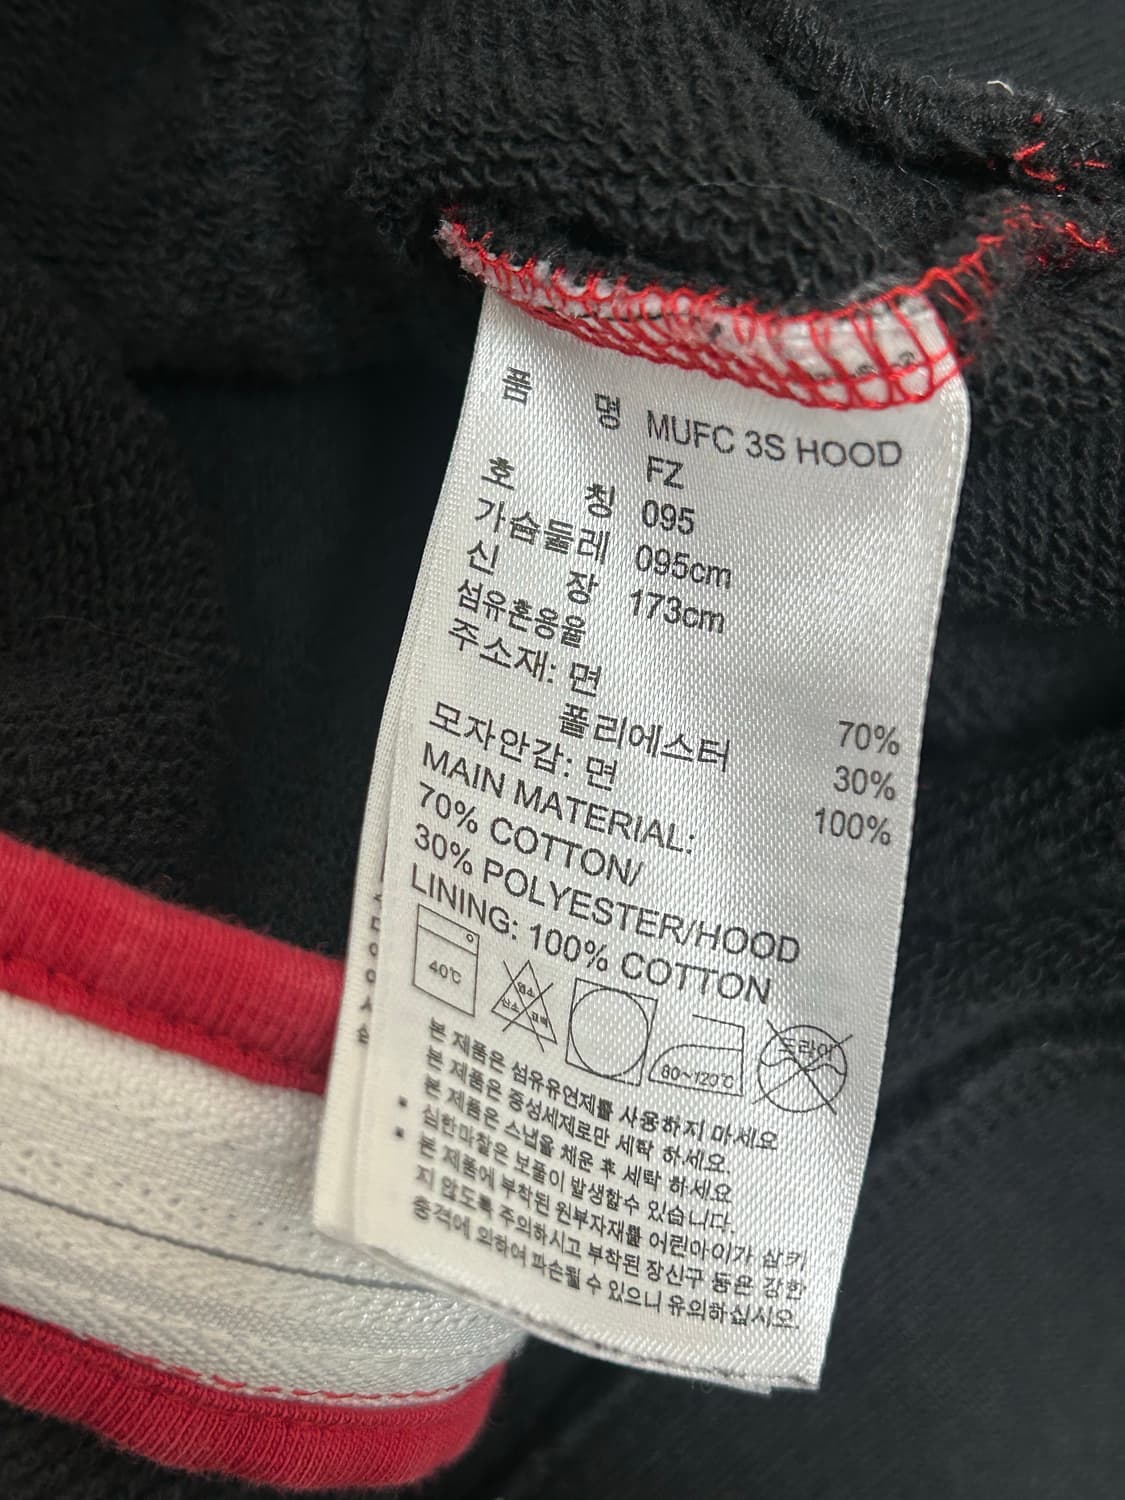 품 명 MUFC 3S HOOD
FZ
호 칭 095
가슴둘레 095cm
신 장 173cm
섬유혼용율
주소재: 면 70%
폴리에스터 30%
모자안감: 면 100%
MAIN MATERIAL:
70% COTTON/
30% POLYESTER/HOOD
LINING: 100% COTTON
40℃
염소
산소 표백
80~120℃
드라이
본 제품은 섬유유연제를 사용하지 마세요
본 제품은 중성세제로만 세탁 하세요.
본 제품은 스냅을 채운 후 세탁 하세요
▪ 심한마찰은 보풀이 발생할수 있습니다.
▪ 본 제품에 부착된 원부자재를 어린아이가 삼키
지 않도록 주의하시고 부착된 장신구 등은 강한
충격에 의하여 파손될 수 있으니 유의하십시오.